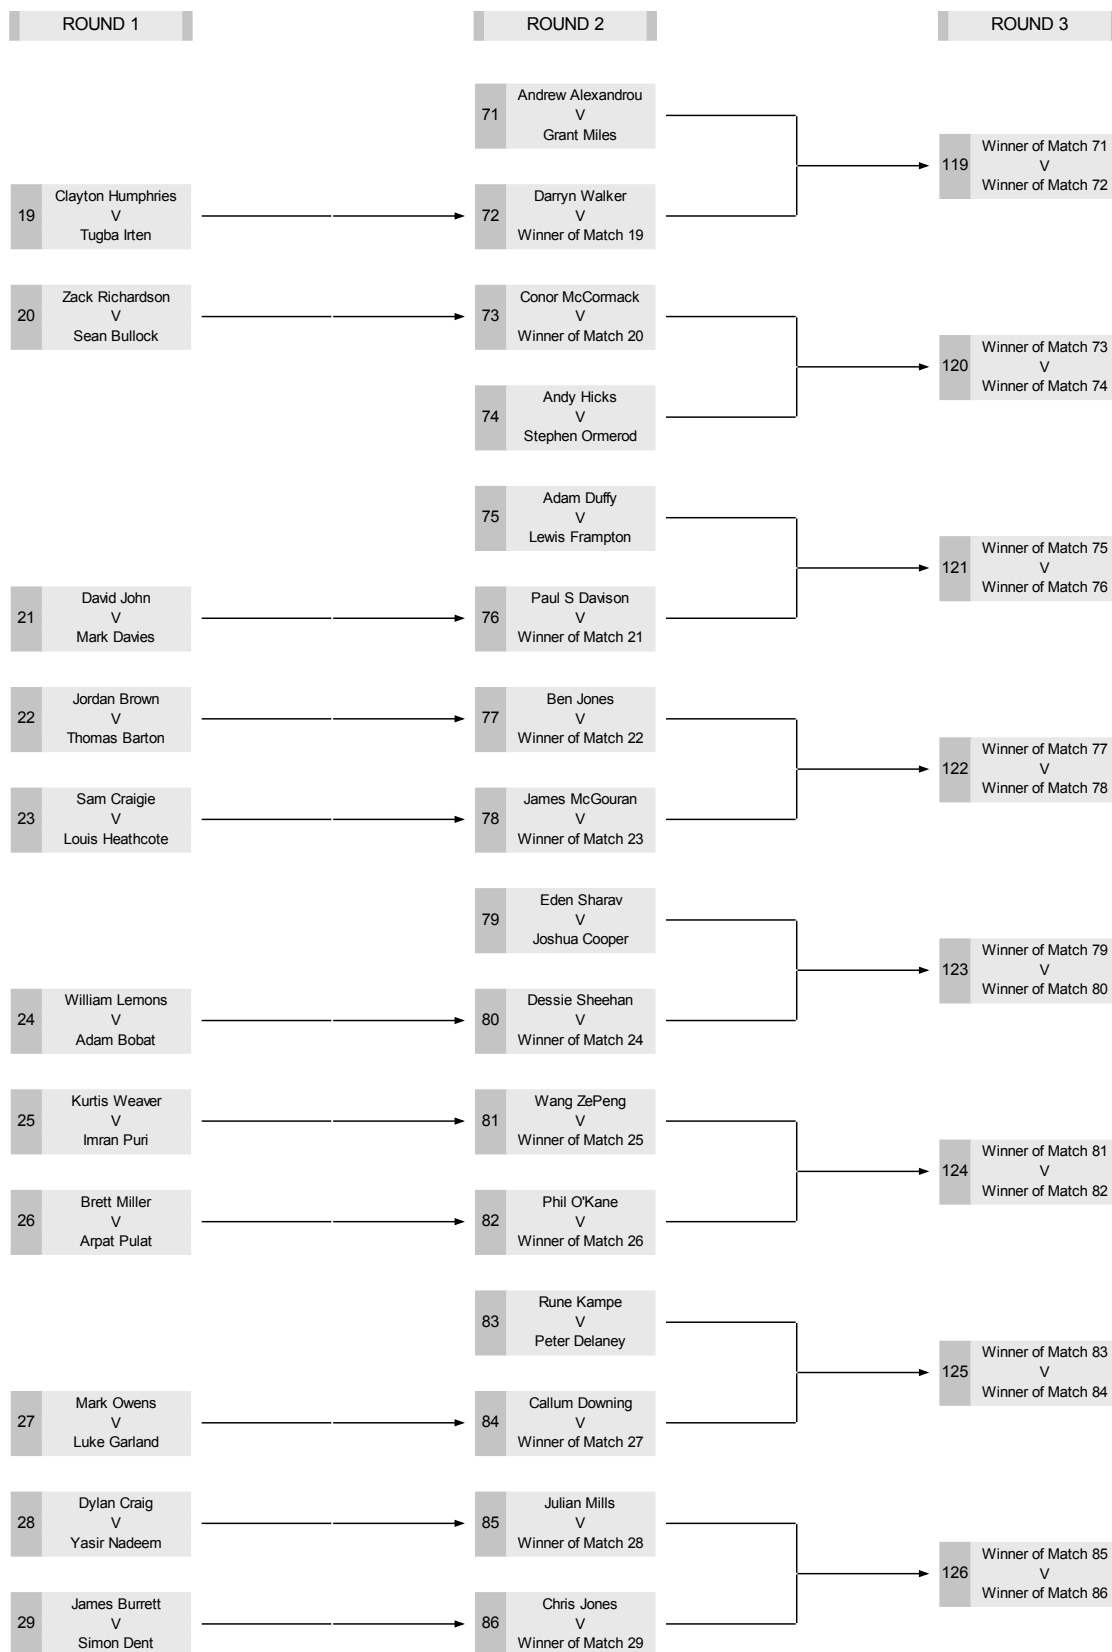 ROUND 1
ROUND 2
ROUND 3
71
Andrew Alexandrou
V
Grant Miles
119
Winner of Match 71
V
Winner of Match 72
19
Clayton Humphries
V
Tugba Irten
72
Darryn Walker
V
Winner of Match 19
20
Zack Richardson
V
Sean Bullock
73
Conor McCormack
V
Winner of Match 20
120
Winner of Match 73
V
Winner of Match 74
74
Andy Hicks
V
Stephen Ormerod
75
Adam Duffy
V
Lewis Frampton
121
Winner of Match 75
V
Winner of Match 76
21
David John
V
Mark Davies
76
Paul S Davison
V
Winner of Match 21
22
Jordan Brown
V
Thomas Barton
77
Ben Jones
V
Winner of Match 22
122
Winner of Match 77
V
Winner of Match 78
23
Sam Craigie
V
Louis Heathcote
78
James McGouran
V
Winner of Match 23
79
Eden Sharav
V
Joshua Cooper
123
Winner of Match 79
V
Winner of Match 80
24
William Lemons
V
Adam Bobat
80
Dessie Sheehan
V
Winner of Match 24
25
Kurtis Weaver
V
Imran Puri
81
Wang ZePeng
V
Winner of Match 25
124
Winner of Match 81
V
Winner of Match 82
26
Brett Miller
V
Arpat Pulat
82
Phil O'Kane
V
Winner of Match 26
83
Rune Kampe
V
Peter Delaney
125
Winner of Match 83
V
Winner of Match 84
27
Mark Owens
V
Luke Garland
84
Callum Downing
V
Winner of Match 27
28
Dylan Craig
V
Yasir Nadeem
85
Julian Mills
V
Winner of Match 28
126
Winner of Match 85
V
Winner of Match 86
29
James Burrett
V
Simon Dent
86
Chris Jones
V
Winner of Match 29